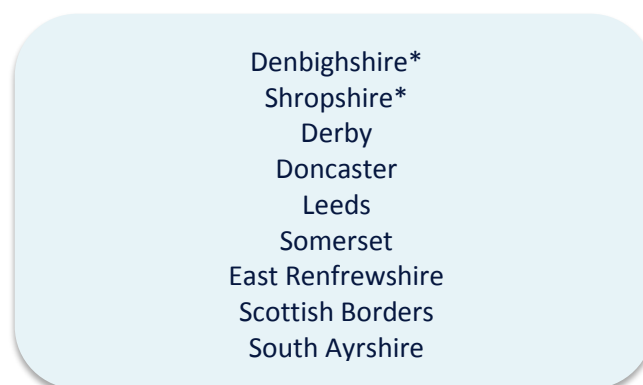 Denbighshire*
Shropshire*
Derby
Doncaster
Leeds
Somerset
East Renfrewshire
Scottish Borders
South Ayrshire